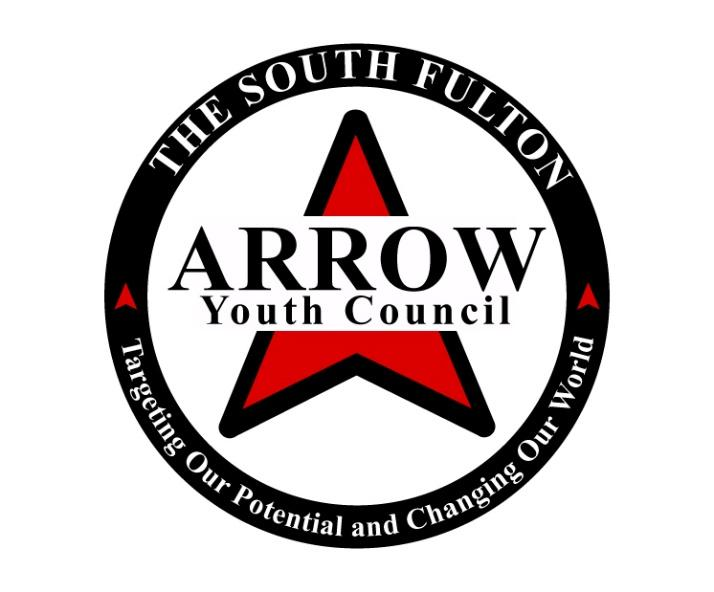 THE SOUTH FULTON
ARROW
Youth Council
Targeting Our Potential and Changing Our World